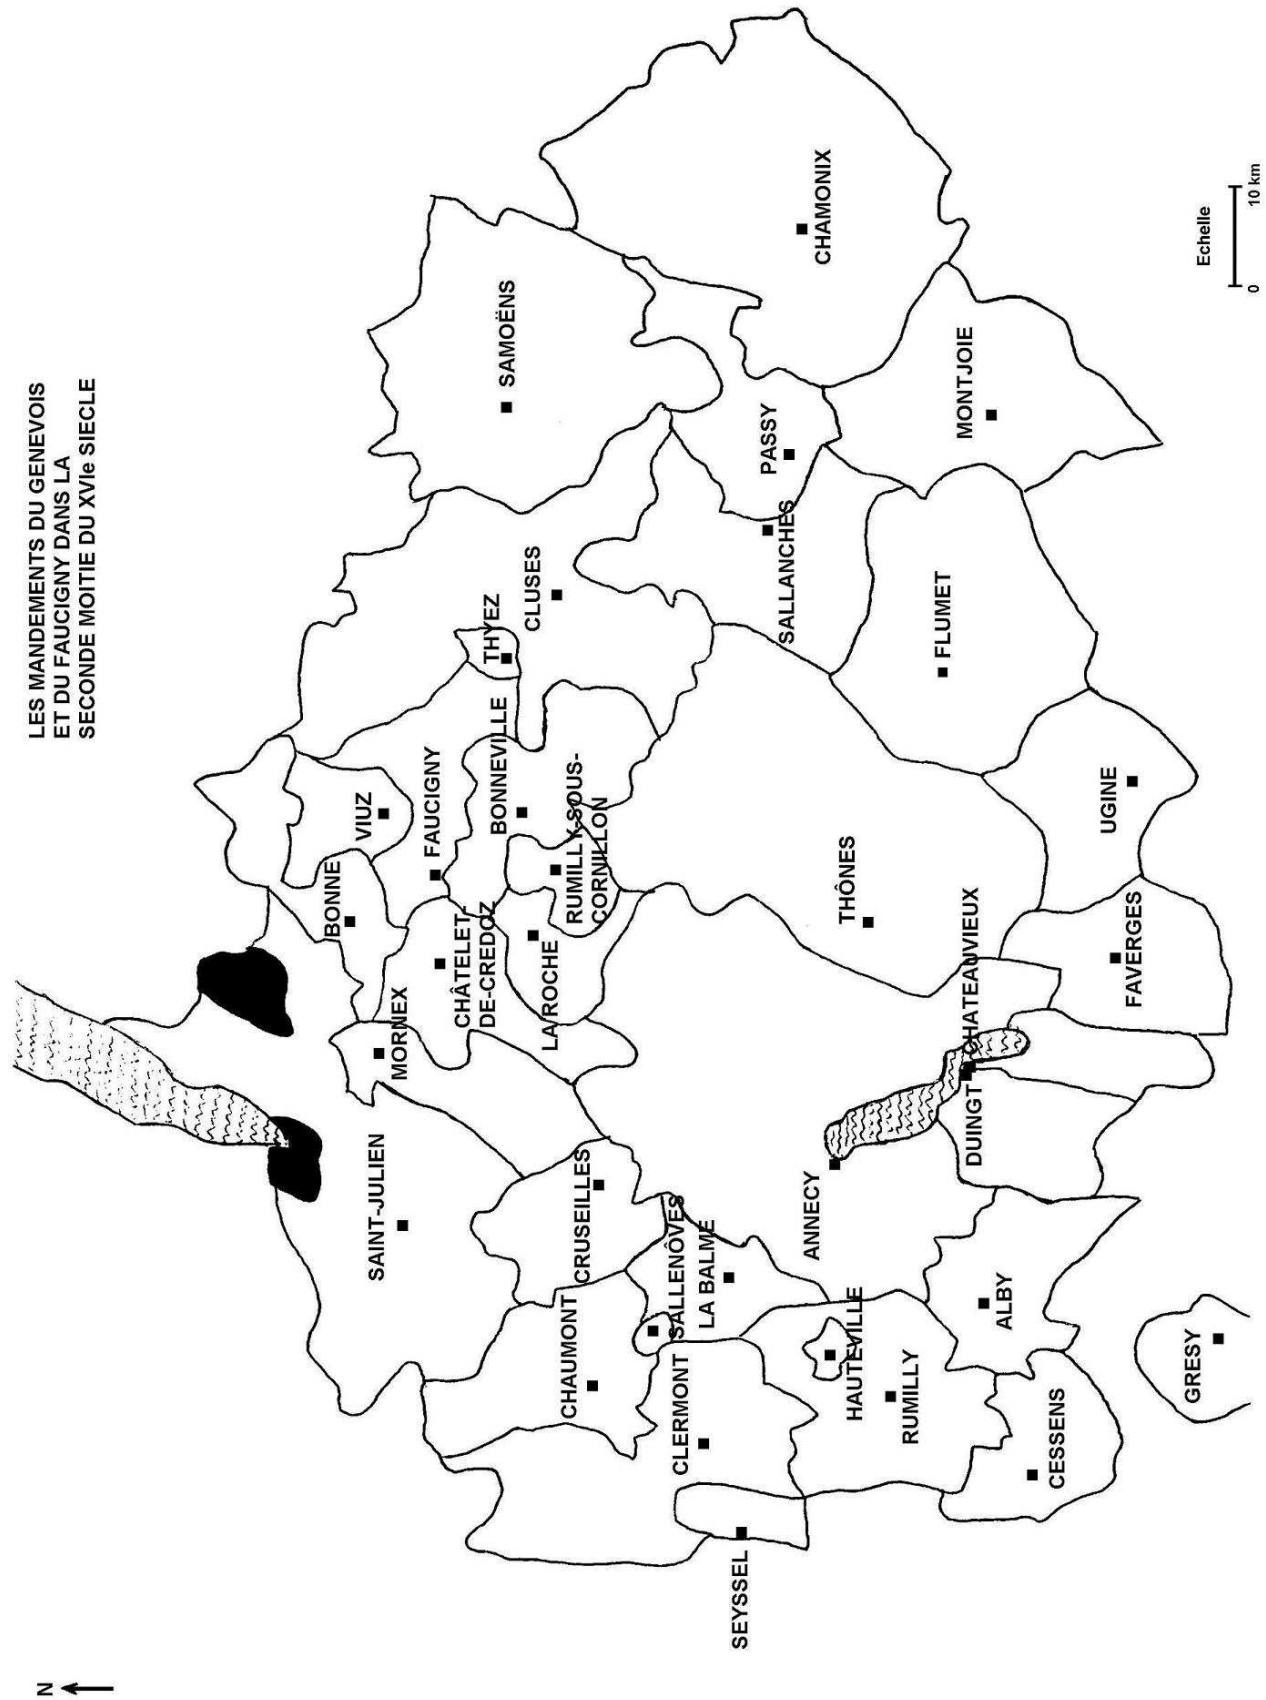 LES MANDEMENTS DU GENEVOIS
ET DU FAUCIGNY DANS LA
SECONDE MOITIE DU XVIe SIECLE
N
VIUZ
BONNE
FAUCIGNY
MORNEX
SAINT-JULIEN
CHÂTELET-
DE-CREDOZ
THYEZ
BONNEVILLE
SAMOËNS
CLUSES
LA ROCHE
RUMILLY-SOUS-
CORNILLON
CRUSEILLES
CHAUMONT
SALLENÔVES
LA BALME
CLERMONT
SEYSSEL
PASSY
SALLANCHES
CHAMONIX
ANNECY
THÔNES
HAUTEVILLE
RUMILLY
FLUMET
MONTJOIE
DUINGT
CHATEAUVIEUX
ALBY
CESSENS
UGINE
FAVERGES
GRESY
Echelle
0
10 km